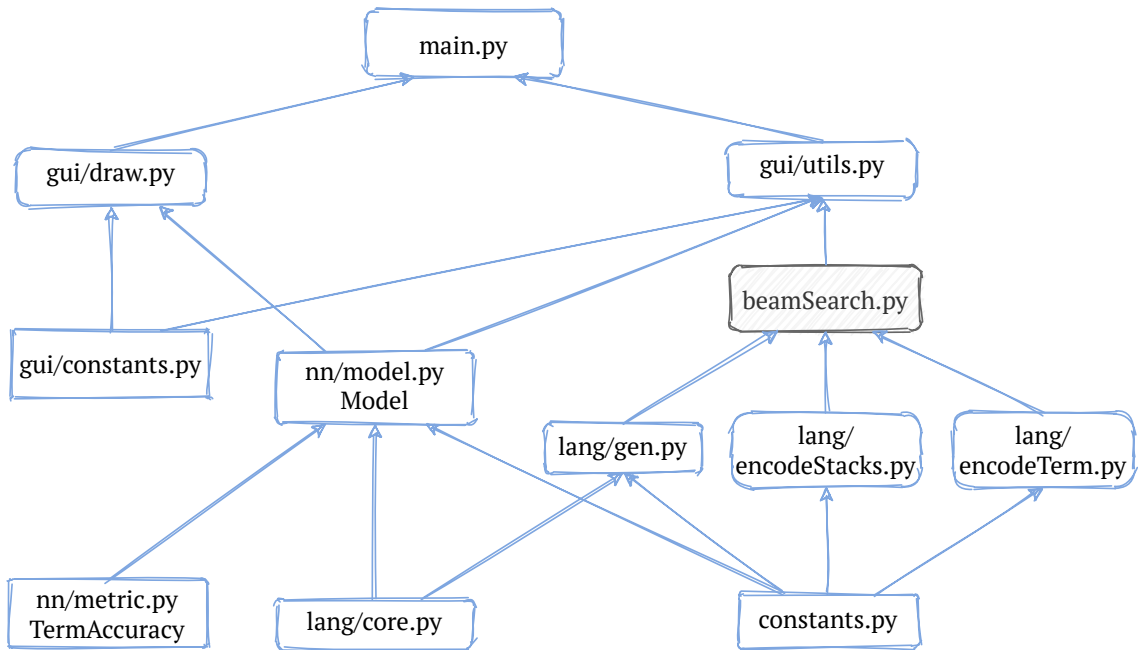 main.py
gui/draw.py
gui/utils.py
beamSearch.py
gui/constants.py
nn/model.py
Model
lang/gen.py
lang/
encodeStacks.py
lang/
encodeTerm.py
nn/metric.py
TermAccuracy
lang/core.py
constants.py